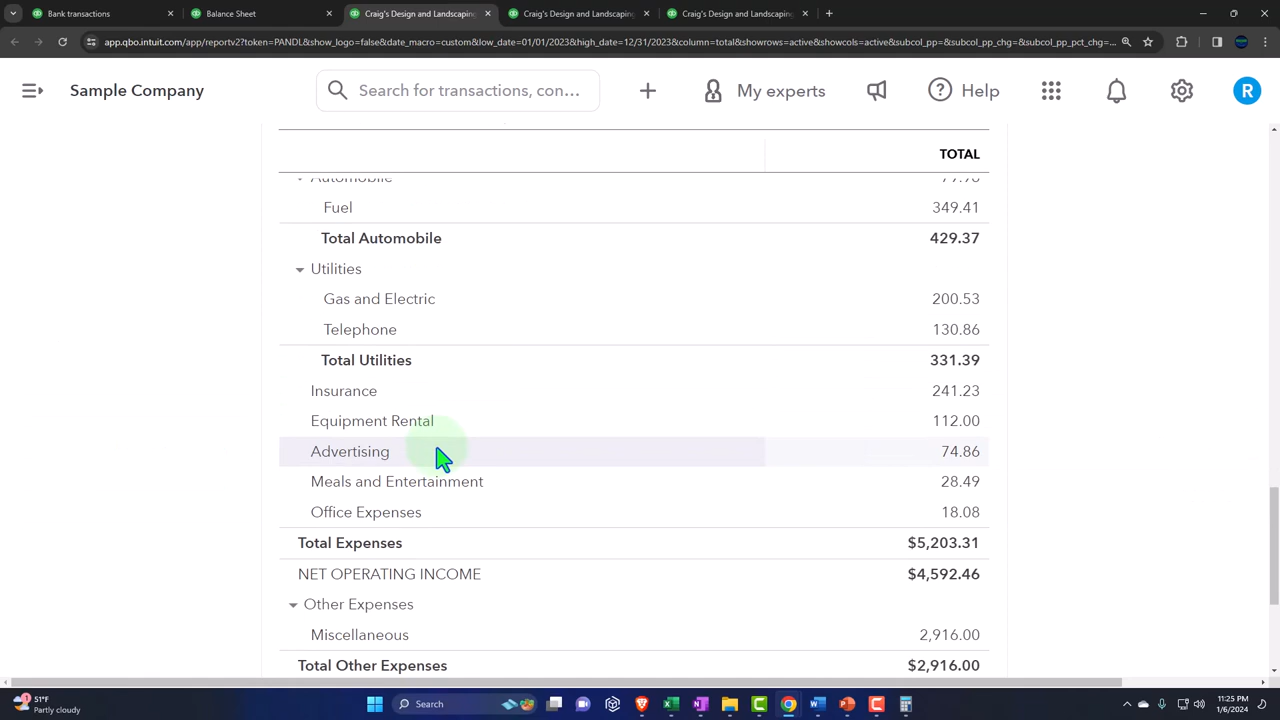 Bank transactions
Balance Sheet
Craig's Design and Landscaping
Craig's Design and Landscaping
Craig's Design and Landscaping
app.qbo.intuit.com/app/reportv2?token=PANDL&show_logo=false&date_macro=custom&low_date=01/01/2023&high_date=12/31/2023&column=total&showrows=active&showcols=active&subcol_pp=&subcol_pp_chg=&subcol_pp_pct_chg=...
Sample Company
Search for transactions, con...
My experts
Help
R
TOTAL
Automobile 79.96
Fuel 349.41
Total Automobile 429.37
Utilities
Gas and Electric 200.53
Telephone 130.86
Total Utilities 331.39
Insurance 241.23
Equipment Rental 112.00
Advertising 74.86
Meals and Entertainment 28.49
Office Expenses 18.08
Total Expenses $5,203.31
NET OPERATING INCOME $4,592.46
Other Expenses
Miscellaneous 2,916.00
Total Other Expenses $2,916.00
1
51°F
Partly cloudy
Search
11:25 PM
1/6/2024